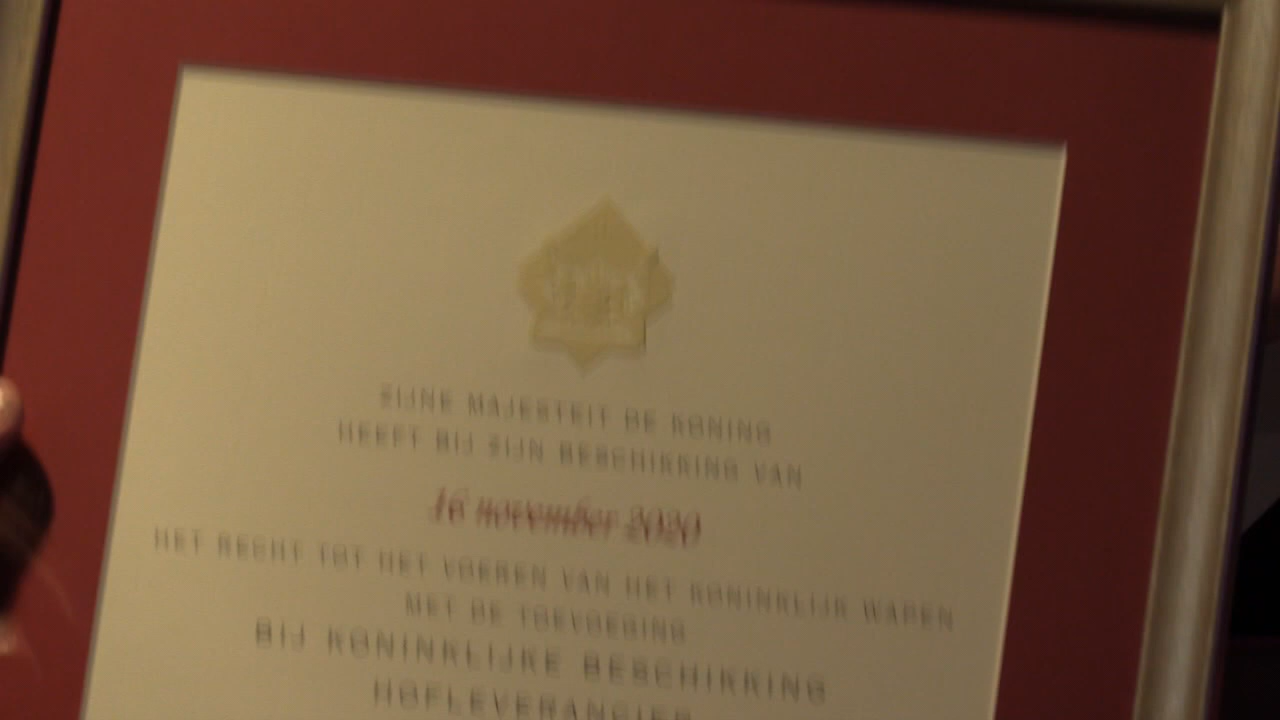 ZIJNE MAJESTEIT DE KONING
HEEFT BIJ ZIJN BESCHIKKING VAN
16 november 2020
HET RECHT TOT HET VOEREN VAN HET KONINKLIJK WAPEN
MET DE TOEVOEGING
BIJ KONINKLIJKE BESCHIKKING
HOFLEVERANCIER